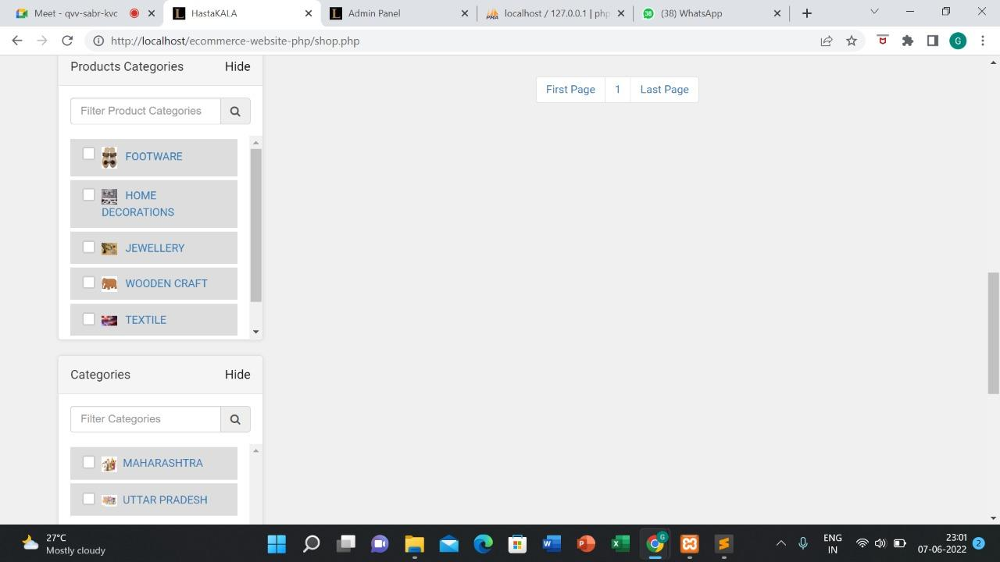 Meet - qvv-sabr-kvc
HastaKALA
Admin Panel
localhost / 127.0.0.1 | php
(38) WhatsApp
http://localhost/ecommerce-website-php/shop.php
G
Products Categories Hide
First Page 1 Last Page
Filter Product Categories
FOOTWARE
HOME
DECORATIONS
JEWELLERY
WOODEN CRAFT
TEXTILE
Categories Hide
Filter Categories
MAHARASHTRA
UTTAR PRADESH
27°C
Mostly cloudy
ENG
IN
23:01
07-06-2022
2